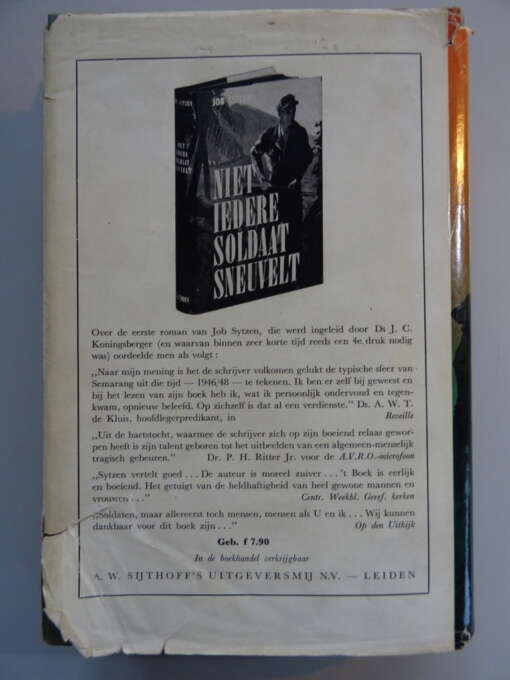 JOB SYTZEN
NIET
IEDERE
SOLDAAT
SNEUVELT
NIET
IEDERE
SOLDAAT
SNEUVELT
Over de eerste roman van Job Sytzen, die werd ingeleid door Ds J. C.
Koningsberger (en waarvan binnen zeer korte tijd reeds een 4e druk nodig
was) oordeelde men als volgt :
„Naar mijn mening is het de schrijver volkomen gelukt de typische sfeer van
Semarang uit die tijd — 1946/48 — te tekenen. Ik ben er zelf bij geweest en
bij het lezen van zijn boek heb ik, wat ik persoonlijk ondervond en tegen-
kwam, opnieuw beleefd. Op zichzelf is dat al een verdienste.” Ds. A. W. T.
de Kluis, hoofdlegerpredikant, in Reveille
„Uit de hartstocht, waarmee de schrijver zich op zijn boeiend relaas gewor-
pen heeft is zijn talent geboren tot het uitbeelden van een algemeen-menselijk
tragisch gebeuren.” Dr. P. H. Ritter Jr. voor de A.V.R.O.-microfoon
„Sytzen vertelt goed . . . De auteur is moreel zuiver . . . ’t Boek is eerlijk
en boeiend. Het getuigt van de heldhaftigheid van heel gewone mannen en
vrouwen . . .” Centr. Weekbl. Geref. kerken
„Soldaten, maar allereerst toch mensen, mensen als U en ik . . . Wij kunnen
dankbaar voor dit boek zijn . . .” Op den Uitkijk
Geb. f 7.90
In de boekhandel verkrijgbaar
A. W. SIJTHOFF’S UITGEVERSMIJ N.V. — LEIDEN